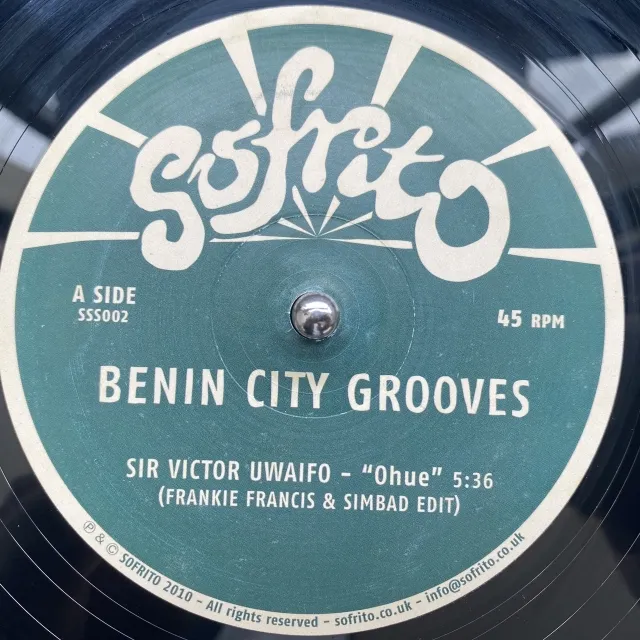 Sofrito
A SIDE
SSS002
45 RPM
BENIN CITY GROOVES
SIR VICTOR UWAIFO – “Ohue” 5:36
(FRANKIE FRANCIS & SIMBAD EDIT)
℗ & © SOFRITO 2010 - All rights reserved - sofrito.co.uk - info@sofrito.co.uk